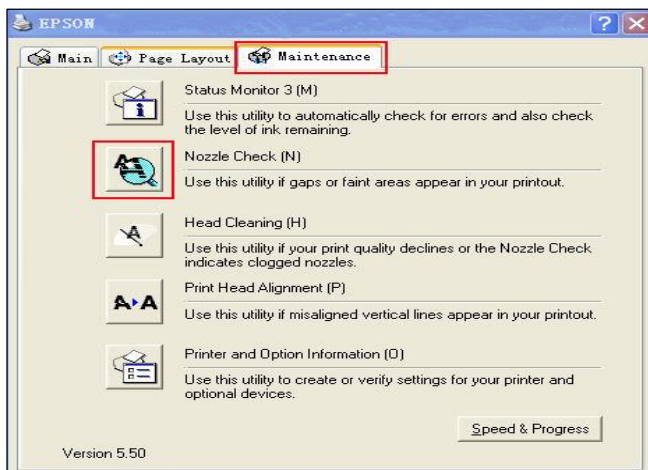 EPSON
Main
Page Layout
Maintenance
Status Monitor 3 (M)
Use this utility to automatically check for errors and also check
the level of ink remaining.
Nozzle Check (N)
Use this utility if gaps or faint areas appear in your printout.
Head Cleaning (H)
Use this utility if your print quality declines or the Nozzle Check
indicates clogged nozzles.
Print Head Alignment (P)
Use this utility if misaligned vertical lines appear in your printout.
Printer and Option Information (O)
Use this utility to create or verify settings for your printer and
optional devices.
Speed & Progress
Version 5.50